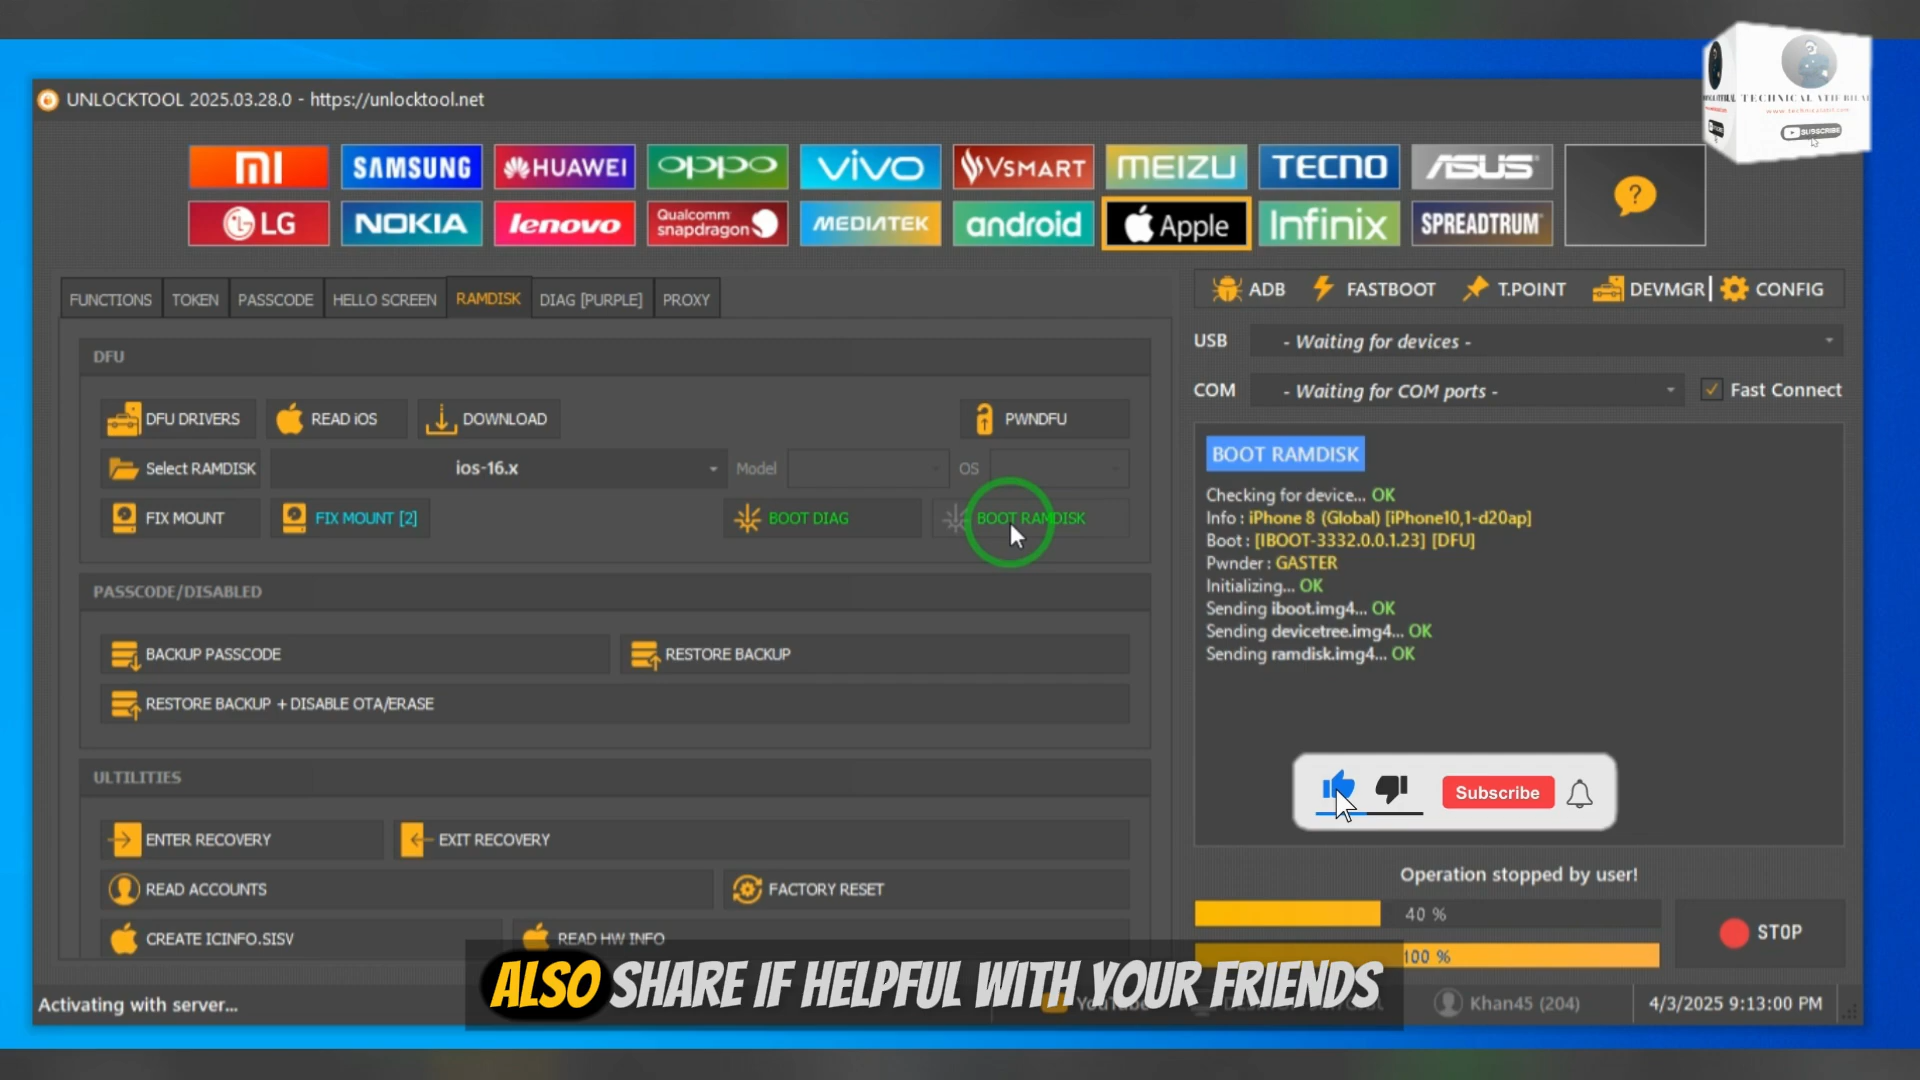 UNLOCKTOOL 2025.03.28.0 - https://unlocktool.net
TECHNICAL ATIF BILAL
SUBSCRIBE
MI SAMSUNG HUAWEI oppo vivo VSMART MEIZU TECNO ASUS ?
LG NOKIA lenovo Qualcomm snapdragon MEDIATEK android Apple Infinix SPREADTRUM
FUNCTIONS TOKEN PASSCODE HELLO SCREEN RAMDISK DIAG [PURPLE] PROXY
ADB FASTBOOT T.POINT DEVMGR CONFIG
USB - Waiting for devices -
COM - Waiting for COM ports - Fast Connect
DFU
DFU DRIVERS READ iOS DOWNLOAD PWNDFU
Select RAMDISK ios-16.x Model OS
FIX MOUNT FIX MOUNT [2] BOOT DIAG BOOT RAMDISK
PASSCODE/DISABLED
BACKUP PASSCODE RESTORE BACKUP
RESTORE BACKUP + DISABLE OTA/ERASE
ULTILITIES
ENTER RECOVERY EXIT RECOVERY
READ ACCOUNTS FACTORY RESET
CREATE ICINFO.SISV READ HW INFO
BOOT RAMDISK
Checking for device... OK
Info : iPhone 8 (Global) [iPhone10,1-d20ap]
Boot : [IBOOT-3332.0.0.1.23] [DFU]
Pwnder : GASTER
Initializing... OK
Sending iboot.img4... OK
Sending devicetree.img4... OK
Sending ramdisk.img4... OK
Subscribe
Operation stopped by user!
40 %
100 %
STOP
ALSO SHARE IF HELPFUL WITH YOUR FRIENDS
Activating with server... YouTube Khan45 (204) 4/3/2025 9:13:00 PM